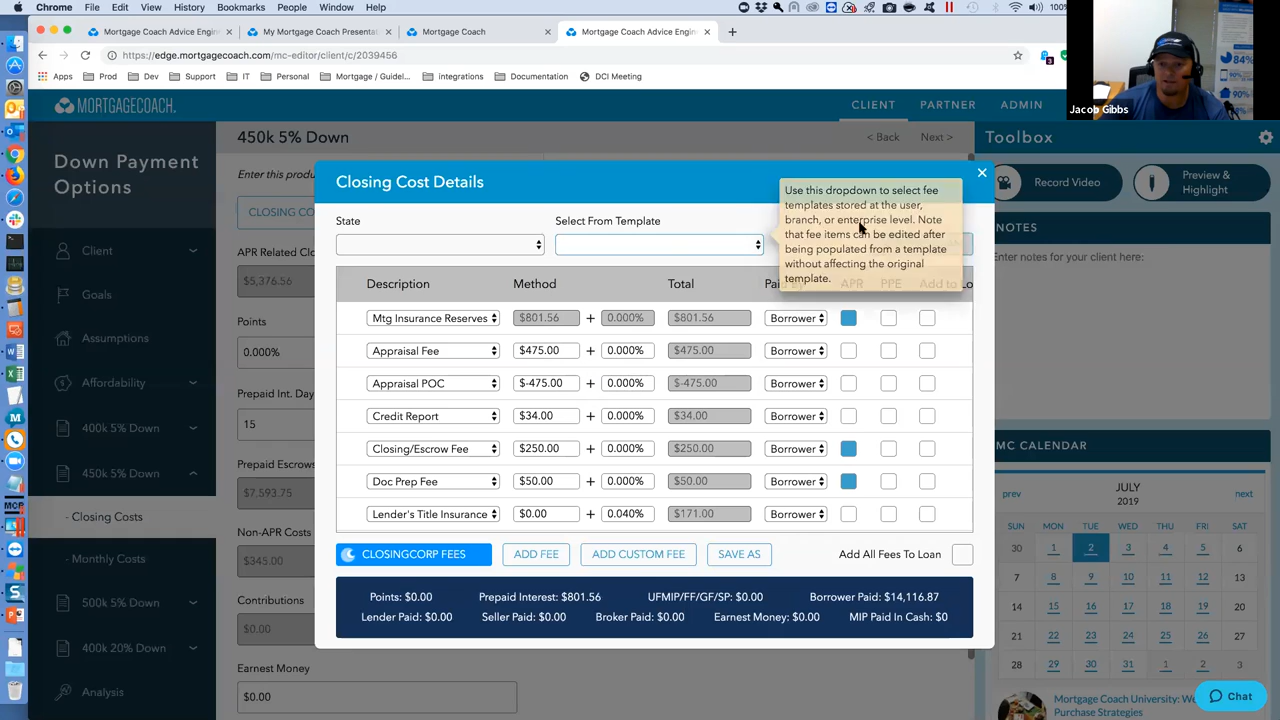 Chrome File Edit View History Bookmarks People Window Help
Mortgage Coach Advice Engin
My Mortgage Coach Presenta
Mortgage Coach
Mortgage Coach Advice Engin
https://edge.mortgagecoach.com/mc-editor/client/c/2039456
Apps Prod Dev Support IT Personal Mortgage / Guidel... integrations Documentation DCI Meeting
84%
90%
Jacob Gibbs
MORTGAGECOACH
CLIENT PARTNER ADMIN
Down Payment
Options
Client
Goals
Assumptions
Affordability
400k 5% Down
450k 5% Down
- Closing Costs
- Monthly Costs
500k 5% Down
400k 20% Down
Analysis
450k 5% Down
< Back Next >
Enter this produ
CLOSING CO
APR Related Clo
$5,376.56
Points
0.000%
Prepaid Int. Day
15
Prepaid Escrows
$7,593.75
Non-APR Costs
$345.00
Contributions
$0.00
Earnest Money
$0.00
Closing Cost Details
State
Select From Template
Use this dropdown to select fee
templates stored at the user,
branch, or enterprise level. Note
that fee items can be edited after
being populated from a template
without affecting the original
template.
Description Method Total Paid By APR PPE Add to Lo
Mtg Insurance Reserves $801.56 + 0.000% $801.56 Borrower
Appraisal Fee $475.00 + 0.000% $475.00 Borrower
Appraisal POC $-475.00 + 0.000% $-475.00 Borrower
Credit Report $34.00 + 0.000% $34.00 Borrower
Closing/Escrow Fee $250.00 + 0.000% $250.00 Borrower
Doc Prep Fee $50.00 + 0.000% $50.00 Borrower
Lender's Title Insurance $0.00 + 0.040% $171.00 Borrower
CLOSINGCORP FEES ADD FEE ADD CUSTOM FEE SAVE AS Add All Fees To Loan
Points: $0.00 Prepaid Interest: $801.56 UFMIP/FF/GF/SP: $0.00 Borrower Paid: $14,116.87
Lender Paid: $0.00 Seller Paid: $0.00 Broker Paid: $0.00 Earnest Money: $0.00 MIP Paid In Cash: $0
Toolbox
Record Video
Preview &
Highlight
NOTES
Enter notes for your client here:
MC CALENDAR
prev JULY next
2019
SUN MON TUE WED THU FRI SAT
30 1 2 3 4 5 6
7 8 9 10 11 12 13
14 15 16 17 18 19 20
21 22 23 24 25 26 27
28 29 30 31 1 2 3
Mortgage Coach University: We
Purchase Strategies
Chat